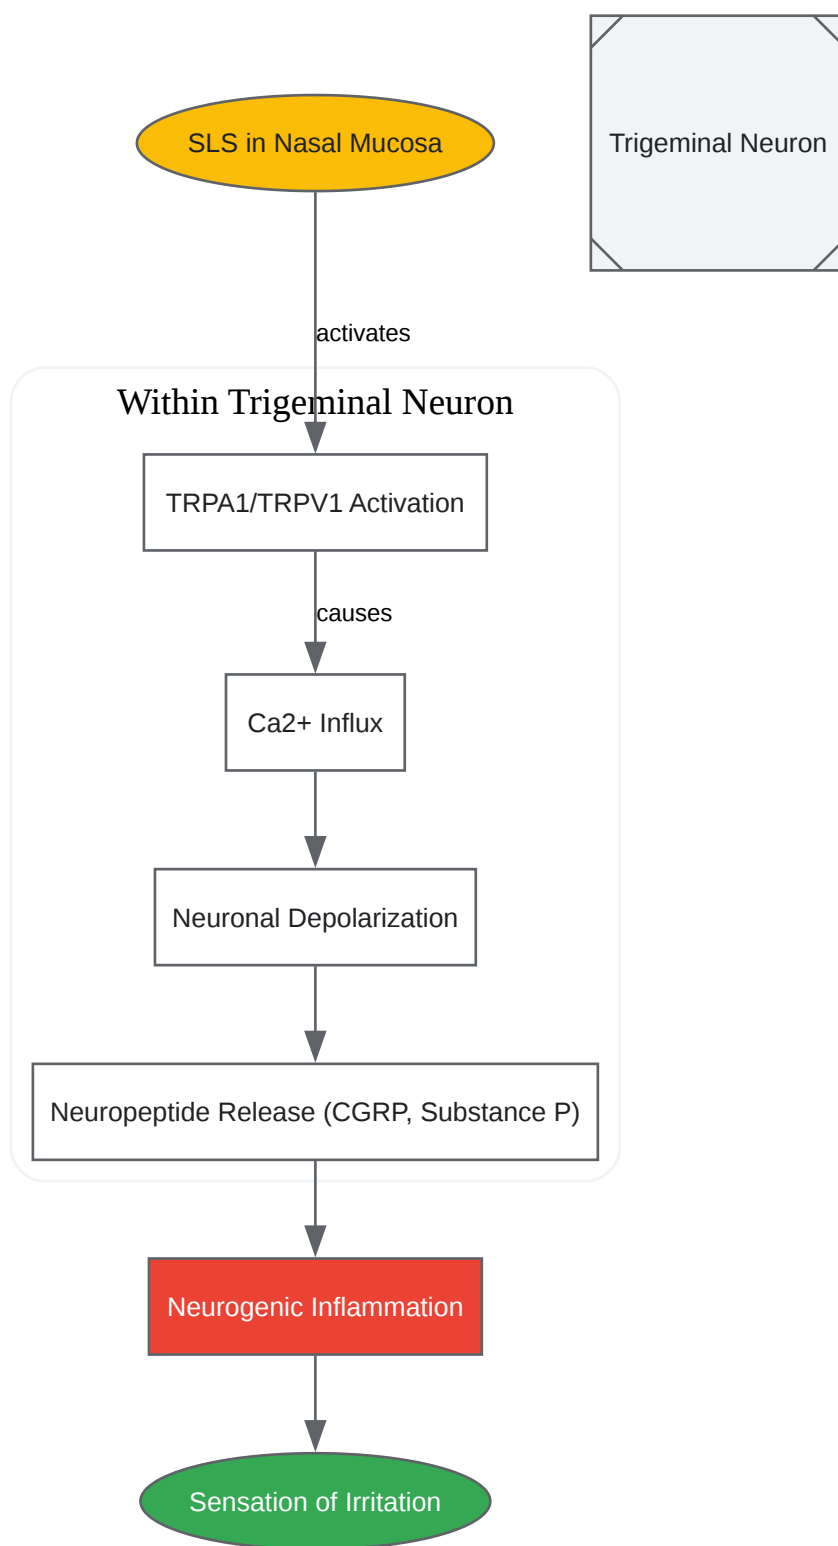 SLS in Nasal Mucosa
Trigeminal Neuron
activates
Within Trigeminal Neuron
TRPA1/TRPV1 Activation
causes
Ca2+ Influx
Neuronal Depolarization
Neuropeptide Release (CGRP, Substance P)
Neurogenic Inflammation
Sensation of Irritation